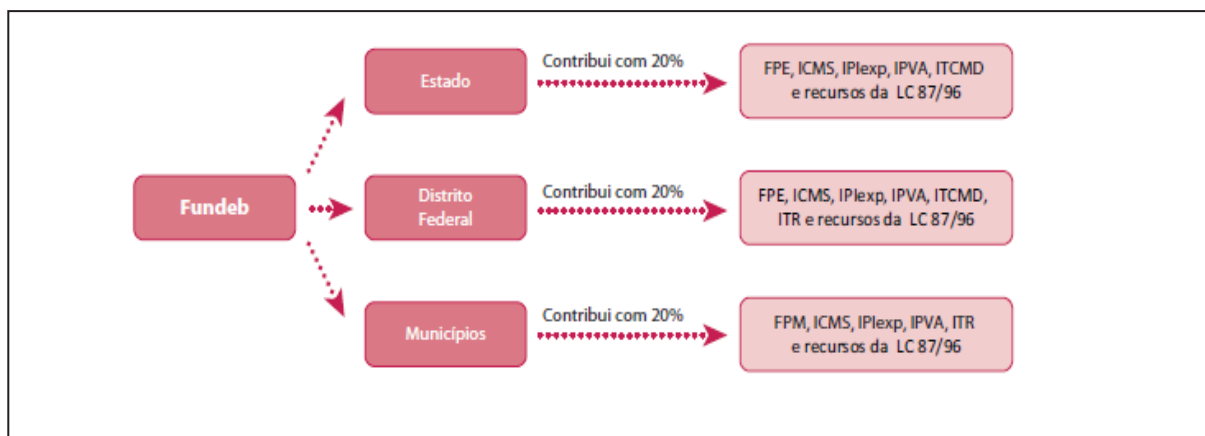 Contribui com 20%
Estado
FPE, ICMS, IPIexp, IPVA, ITCMD
e recursos da LC 87/96
Fundeb
Contribui com 20%
Distrito
Federal
FPE, ICMS, IPIexp, IPVA, ITCMD,
ITR e recursos da LC 87/96
Contribui com 20%
Municípios
FPM, ICMS, IPIexp, IPVA, ITR
e recursos da LC 87/96